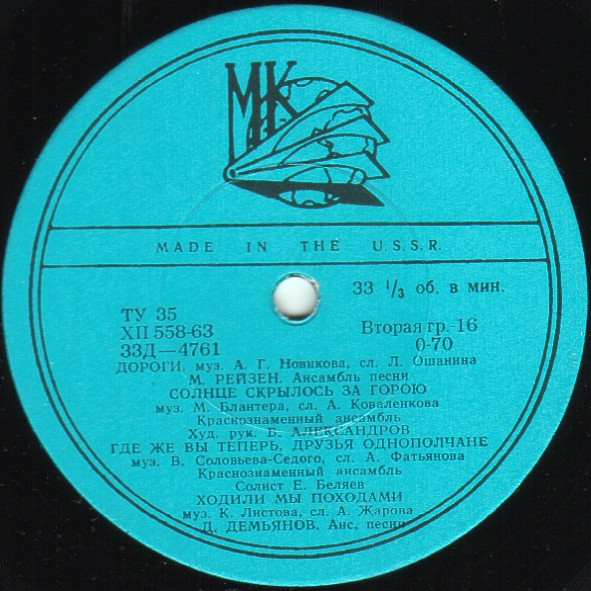 МК
MADE IN THE U.S.S.R.
33 1/3 об. в мин.
ТУ 35
ХП 558-63
33Д—4761
Вторая гр.-16
0-70
ДОРОГИ, муз. А. Г. Новикова, сл. Л. Ошанина
М. РЕЙЗЕН. Ансамбль песни
СОЛНЦЕ СКРЫЛОСЬ ЗА ГОРОЮ
муз. М. Блантера, сл. А. Коваленкова
Краснознаменный ансамбль
Худ. рук. Б. АЛЕКСАНДРОВ
ГДЕ ЖЕ ВЫ ТЕПЕРЬ, ДРУЗЬЯ ОДНОПОЛЧАНЕ
муз. В. Соловьева-Седого, сл. А. Фатьянова
Краснознаменный ансамбль
Солист Е. Беляев
ХОДИЛИ МЫ ПОХОДАМИ
муз. К. Листова, сл. А. Жарова
Д. ДЕМЬЯНОВ, Анс. песни